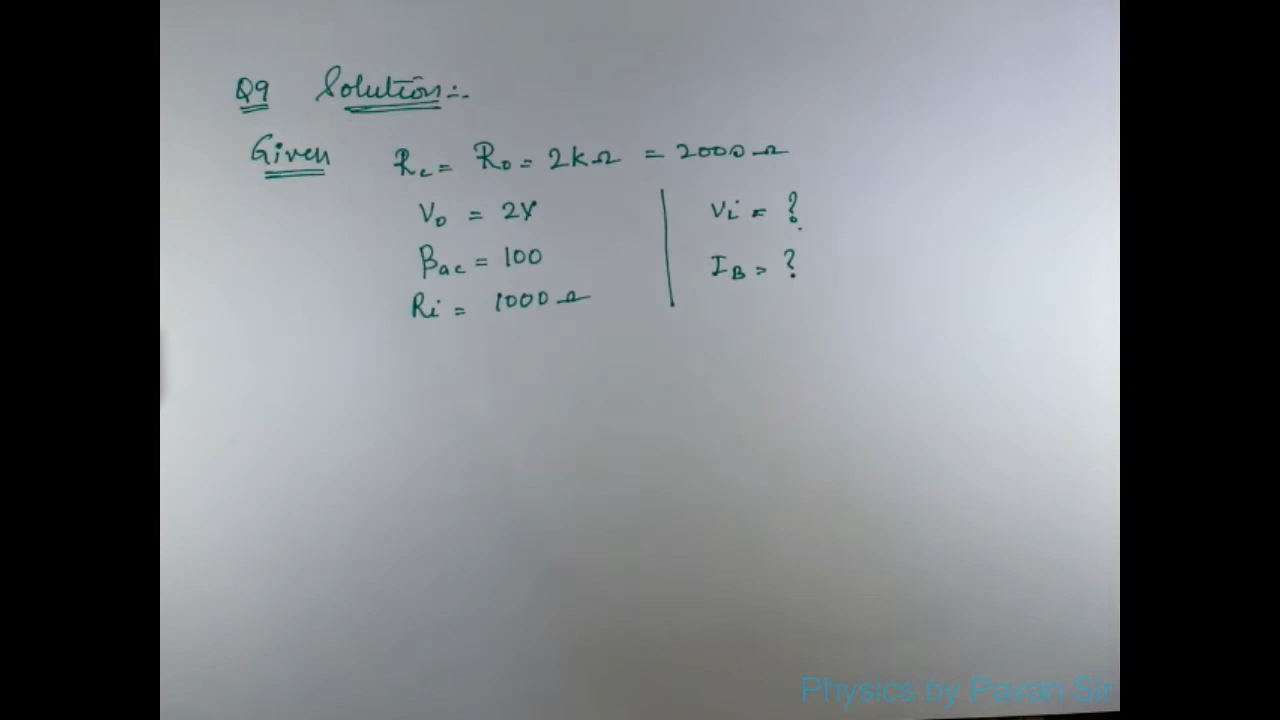 Q9 Solution:-
Given Rc = Ro = 2kΩ = 2000Ω
Vo = 2V Vi = ?
βac = 100 IB = ?
Ri = 1000Ω
Physics by Pavan Sir